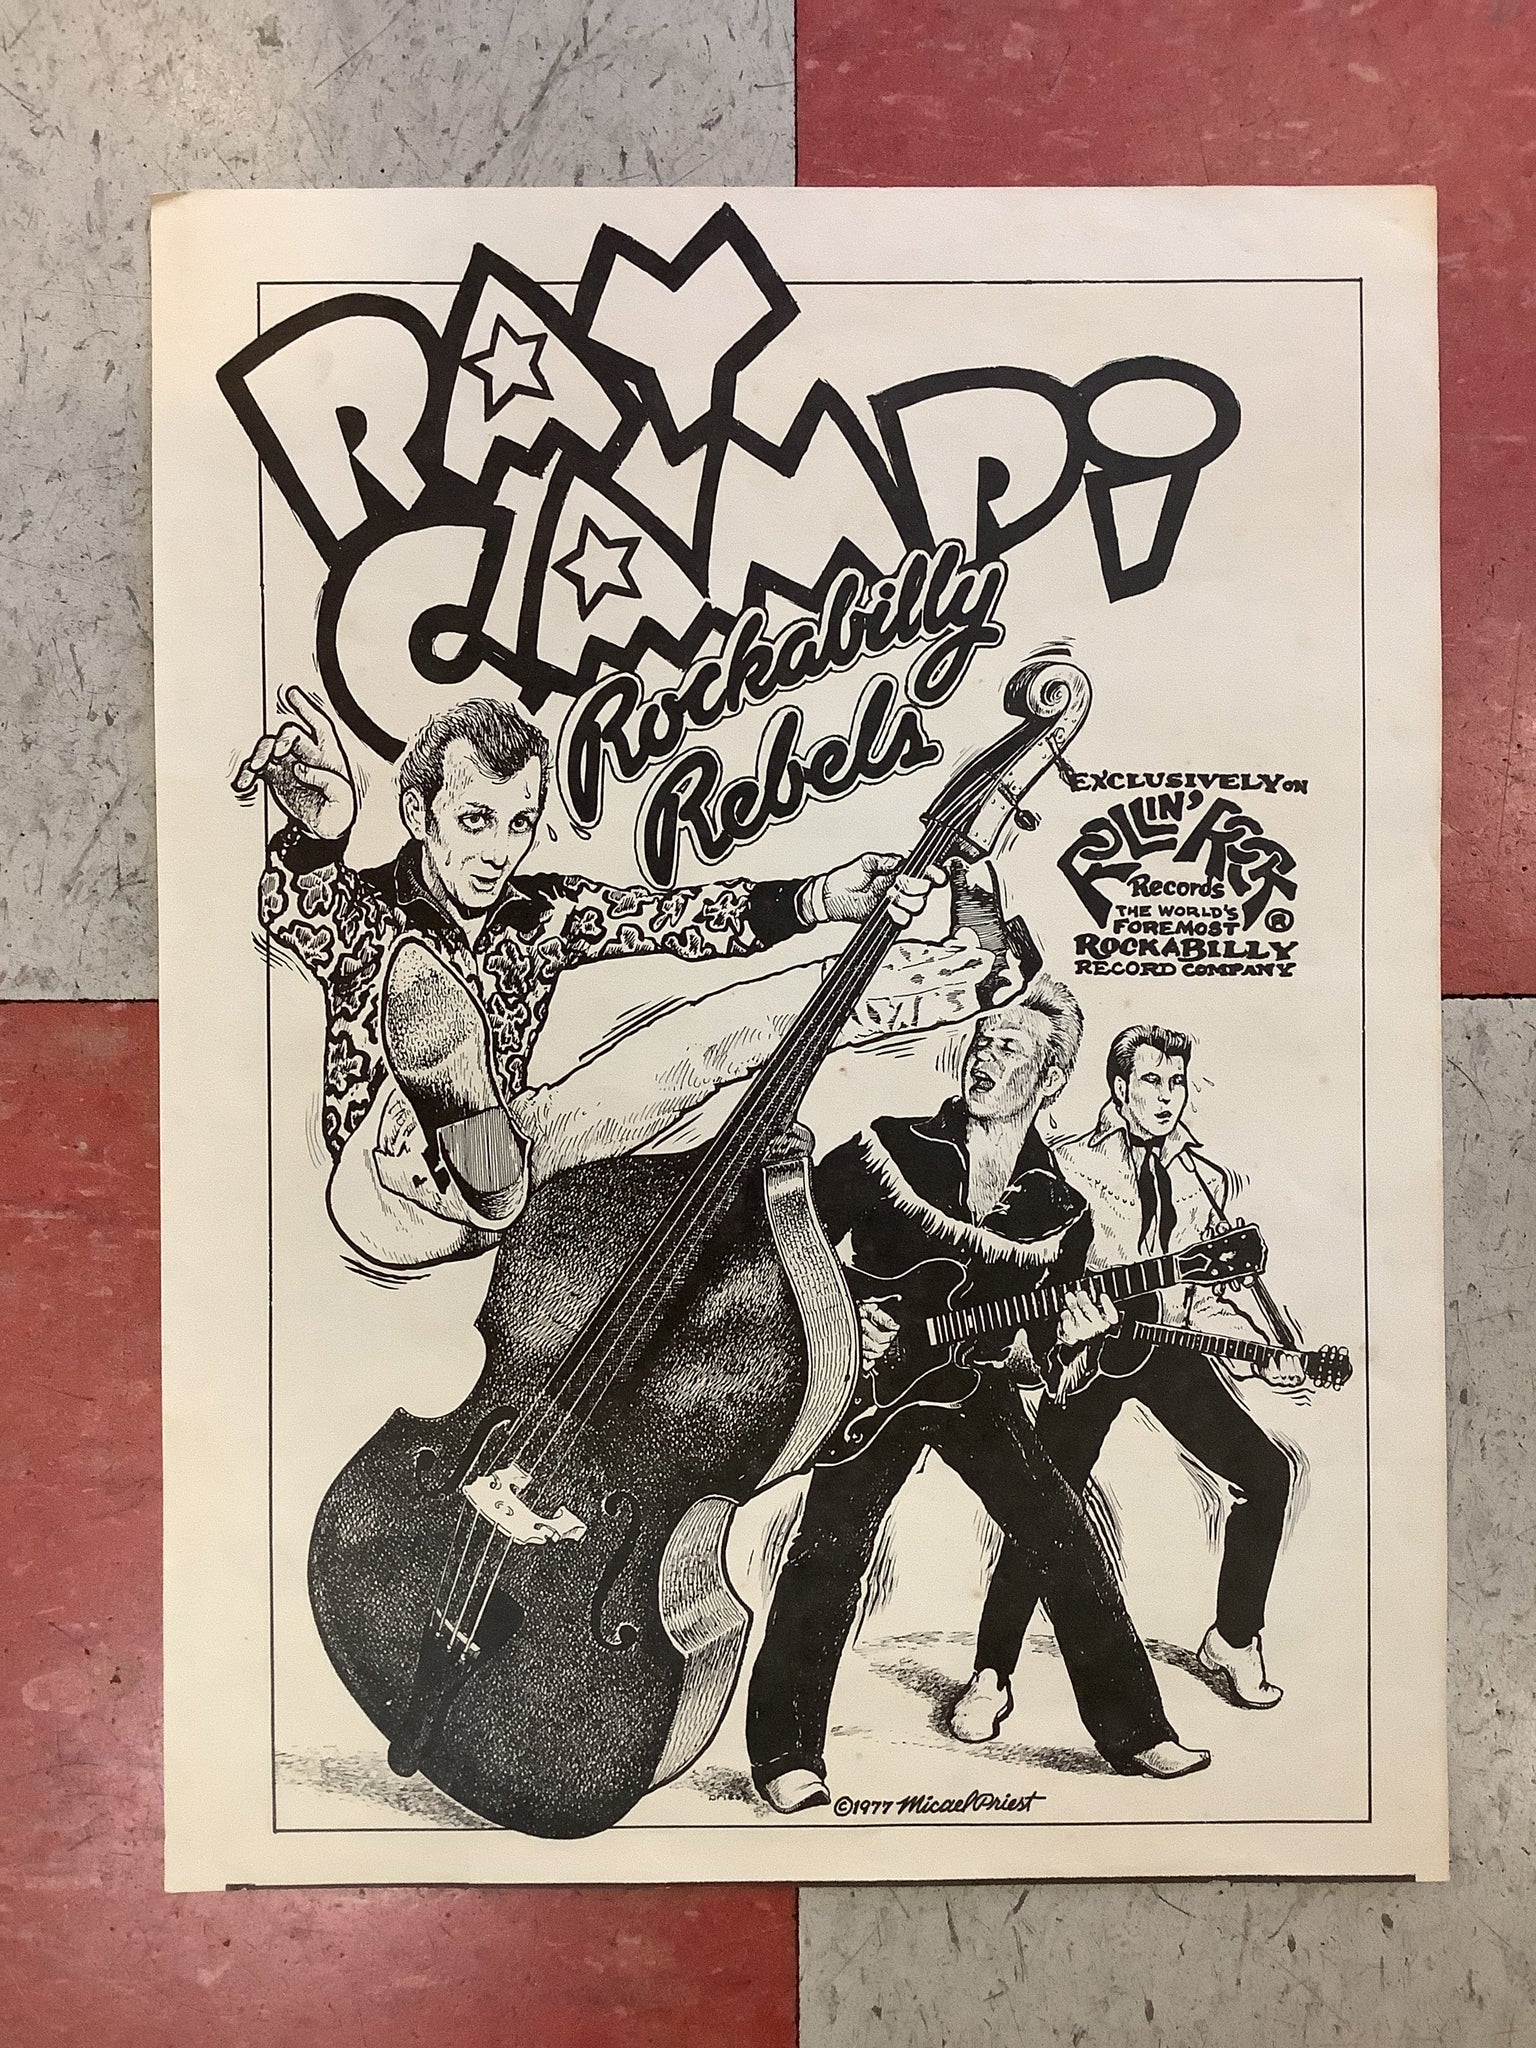 RAY
CAMPi
Rockabilly
Rebels
EXCLUSIVELY ON
ROLLIN' ROCK
Records
THE WORLD'S
FOREMOST ®
ROCKABILLY
RECORD COMPANY
©1977 Micael Priest